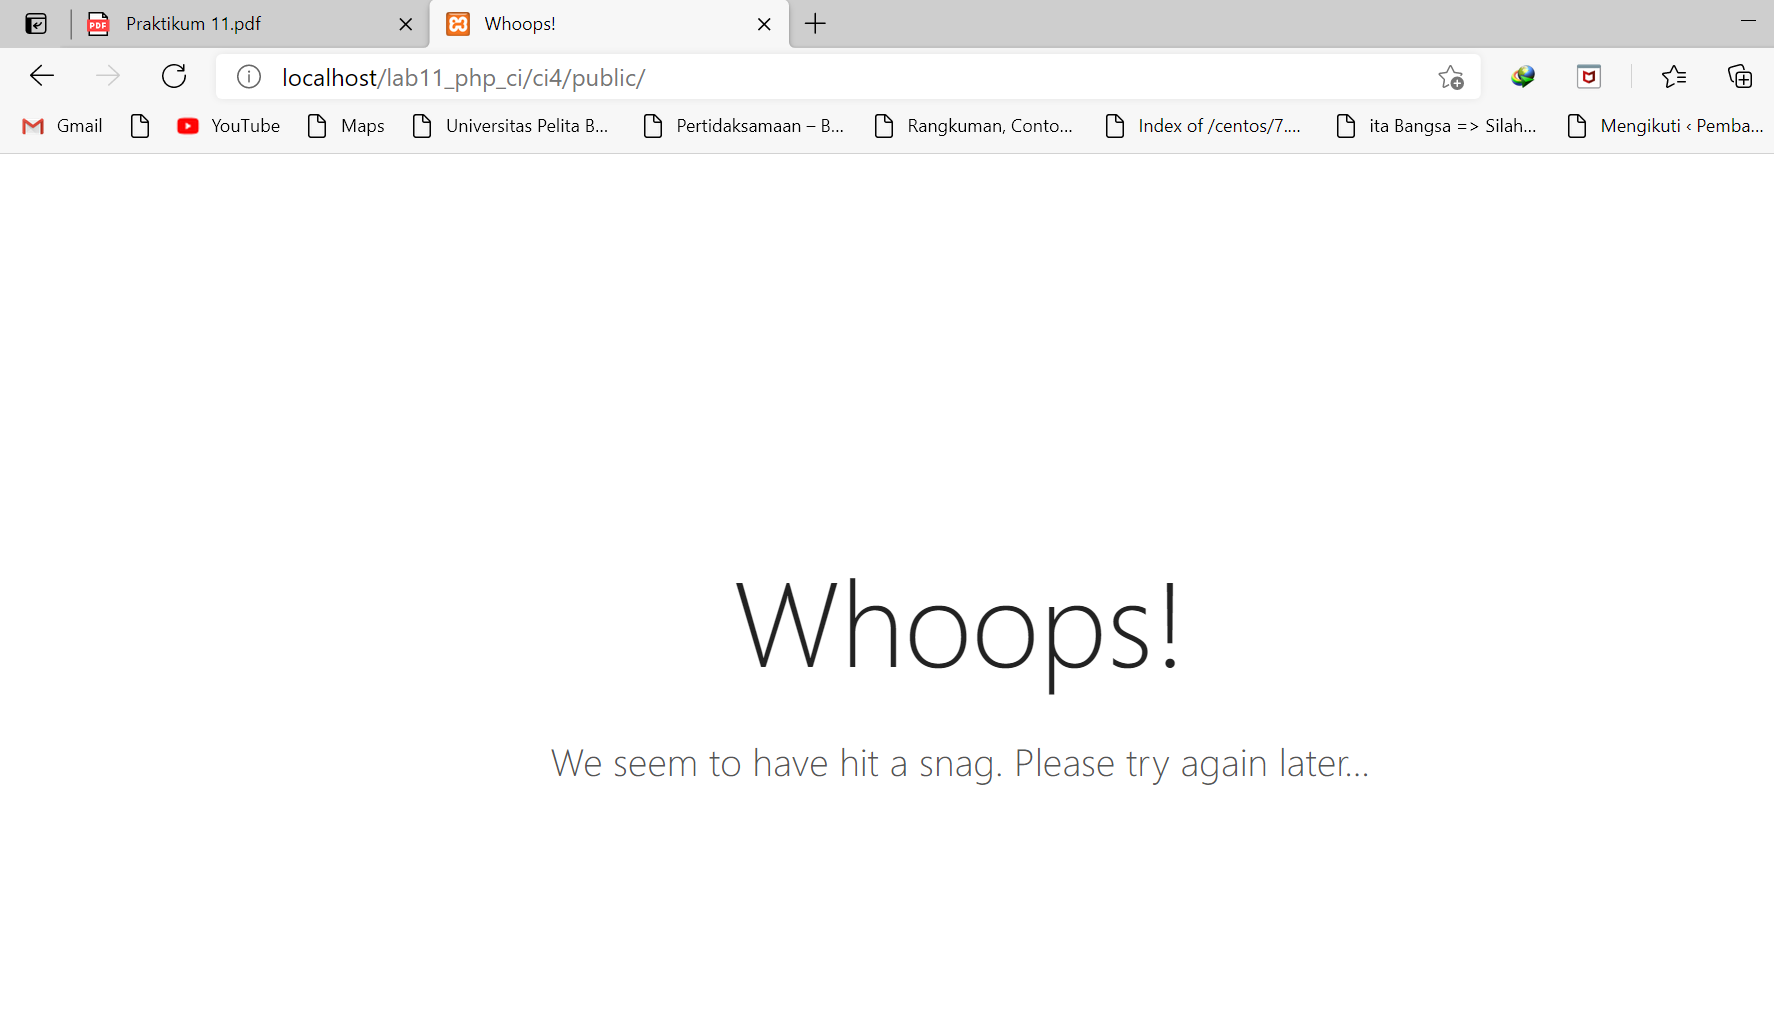 Praktikum 11.pdf
Whoops!
localhost/lab11_php_ci/ci4/public/
Gmail
YouTube
Maps
Universitas Pelita B...
Pertidaksamaan – B...
Rangkuman, Conto...
Index of /centos/7....
ita Bangsa => Silah...
Mengikuti ‹ Pemba...
Whoops!
We seem to have hit a snag. Please try again later...